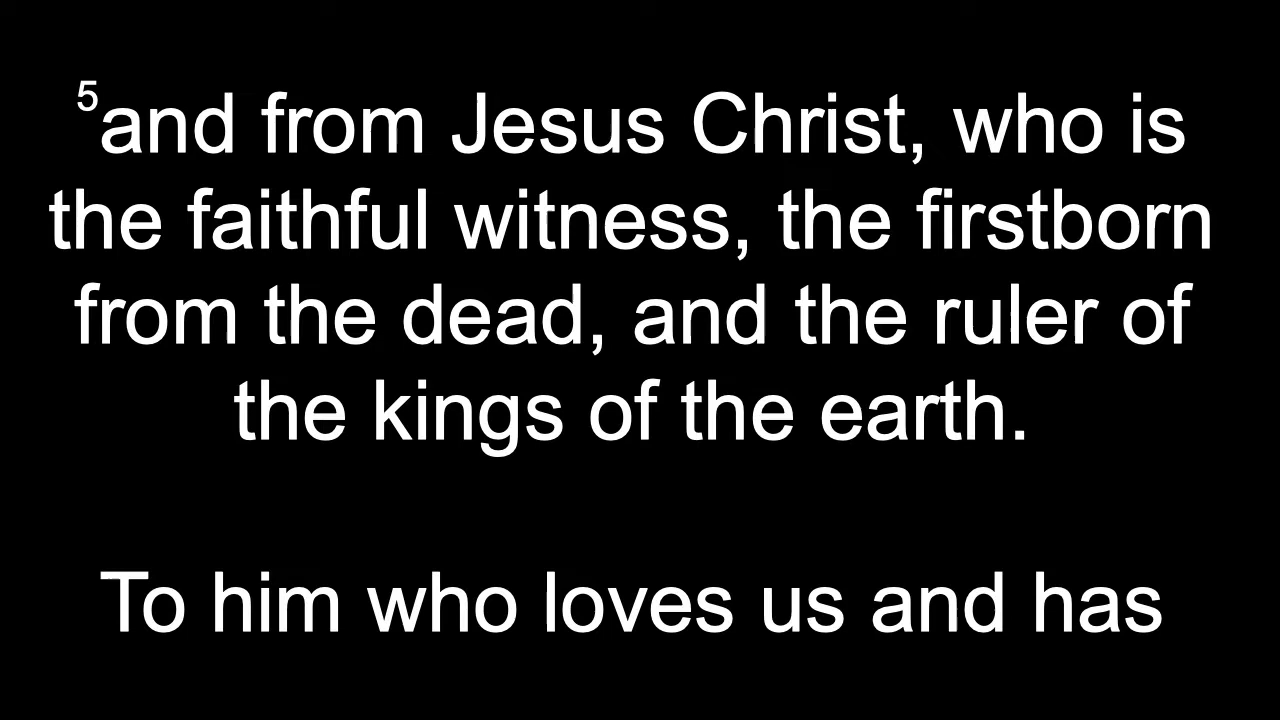 5and from Jesus Christ, who is
the faithful witness, the firstborn
from the dead, and the ruler of
the kings of the earth.
To him who loves us and has